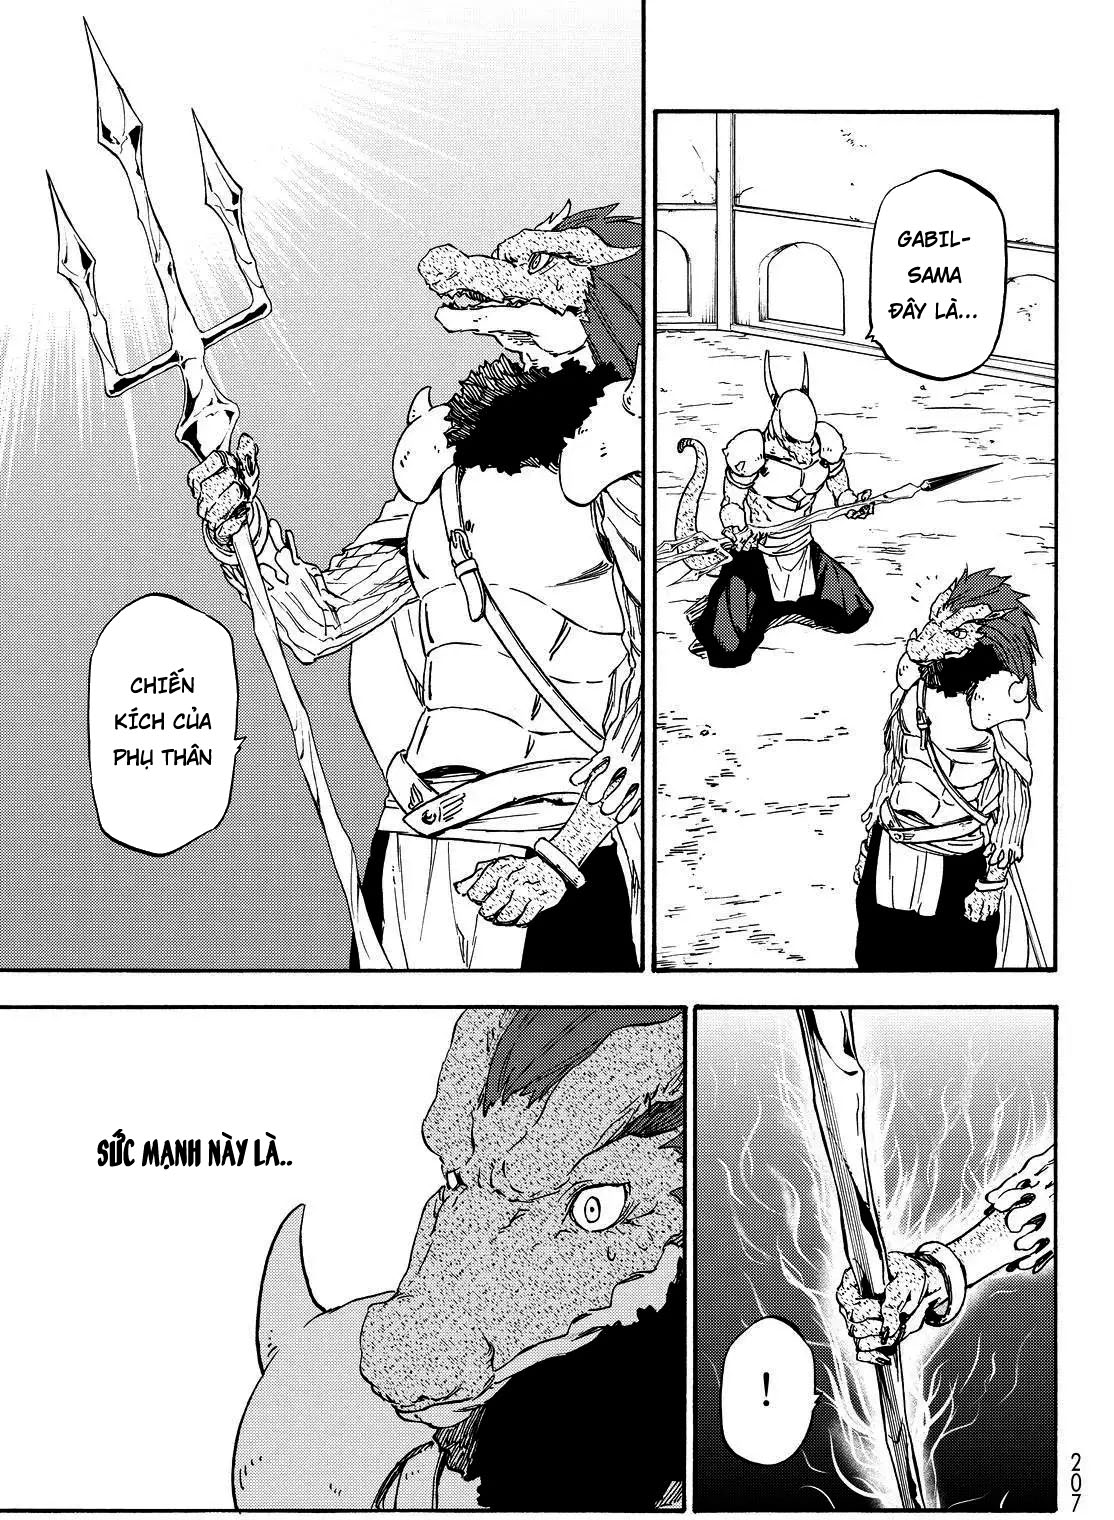 GABIL-
SAMA
ĐÂY LÀ...
CHIẾN
KÍCH CỦA
PHỤ THÂN
!
SỨC MẠNH NÀY LÀ..
207